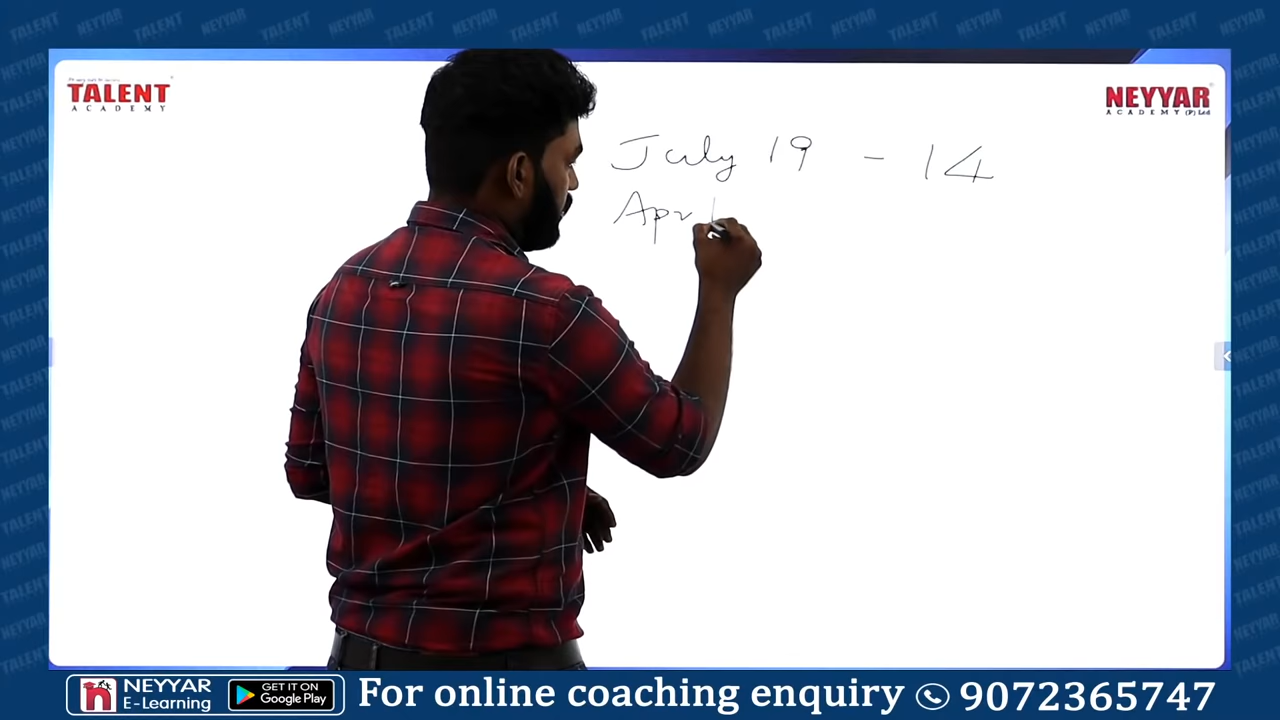 TALENT
ACADEMY
NEYYAR
ACADEMY (P) Ltd
July 19 - 14
Apr
NEYYAR
E-Learning
GET IT ON
Google Play
For online coaching enquiry 9072365747